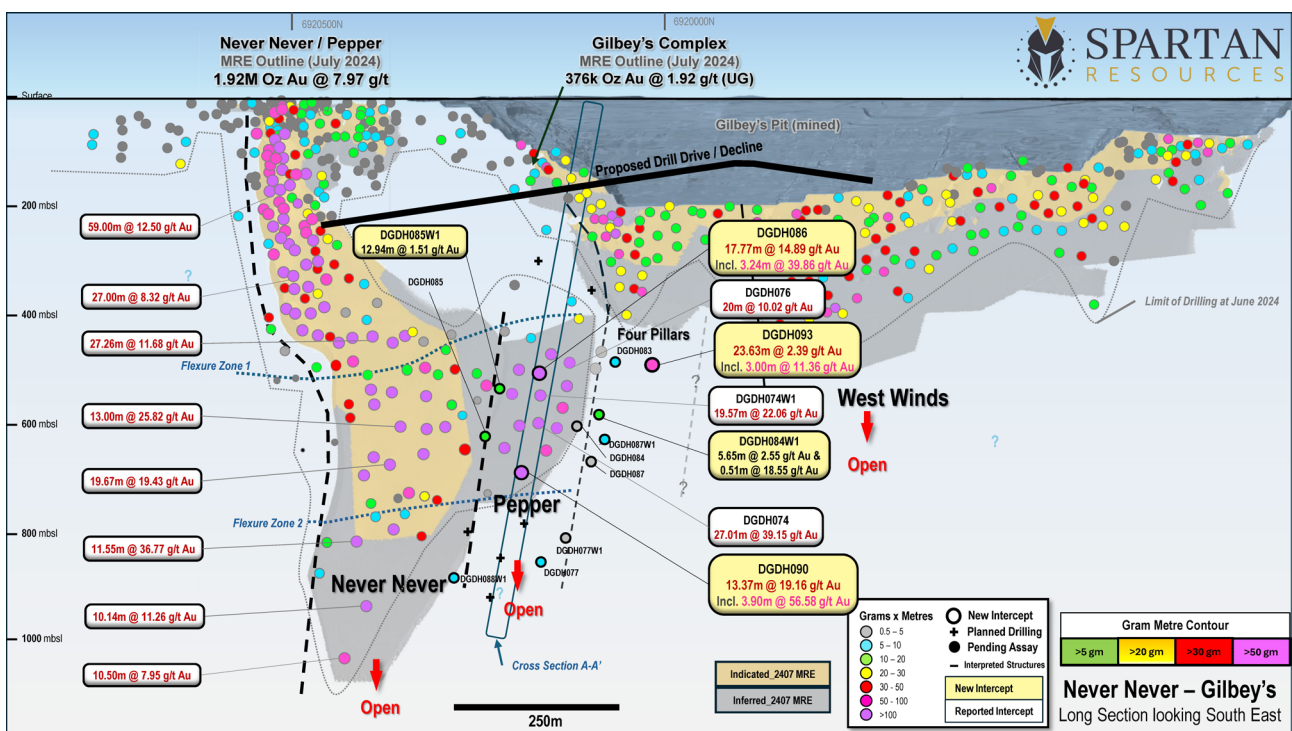 6920500N
6920000N
Never Never / Pepper
MRE Outline (July 2024)
1.92M Oz Au @ 7.97 g/t
Gilbey's Complex
MRE Outline (July 2024)
376k Oz Au @ 1.92 g/t (UG)
SPARTAN
RESOURCES
Surface
Gilbey's Pit (mined)
Proposed Drill Drive / Decline
200 mbsl
59.00m @ 12.50 g/t Au
DGDH085W1
12.94m @ 1.51 g/t Au
DGDH086
17.77m @ 14.89 g/t Au
Incl. 3.24m @ 39.86 g/t Au
?
DGDH085
27.00m @ 8.32 g/t Au
DGDH076
20m @ 10.02 g/t Au
Limit of Drilling at June 2024
400 mbsl
27.26m @ 11.68 g/t Au
Four Pillars
DGDH083
DGDH093
23.63m @ 2.39 g/t Au
Incl. 3.00m @ 11.36 g/t Au
Flexure Zone 1
?
DGDH074W1
19.57m @ 22.06 g/t Au
West Winds
13.00m @ 25.82 g/t Au
600 mbsl
DGDH087W1
DGDH084
DGDH087
DGDH084W1
5.65m @ 2.55 g/t Au &
0.51m @ 18.55 g/t Au
?
Open
19.67m @ 19.43 g/t Au
?
Pepper
Flexure Zone 2
DGDH074
27.01m @ 39.15 g/t Au
800 mbsl
11.55m @ 36.77 g/t Au
DGDH077W1
DGDH077
Never Never
DGDH088W1
DGDH090
13.37m @ 19.16 g/t Au
Incl. 3.90m @ 56.58 g/t Au
?
Open
10.14m @ 11.26 g/t Au
1000 mbsl
Cross Section A-A'
10.50m @ 7.95 g/t Au
Open
250m
Indicated_2407 MRE
Inferred_2407 MRE
Grams x Metres
0.5 – 5
5 – 10
10 – 20
20 – 30
30 - 50
50 - 100
>100
New Intercept
Planned Drilling
Pending Assay
Interpreted Structures
New Intercept
Reported Intercept
Gram Metre Contour
>5 gm
>20 gm
>30 gm
>50 gm
Never Never – Gilbey's
Long Section looking South East